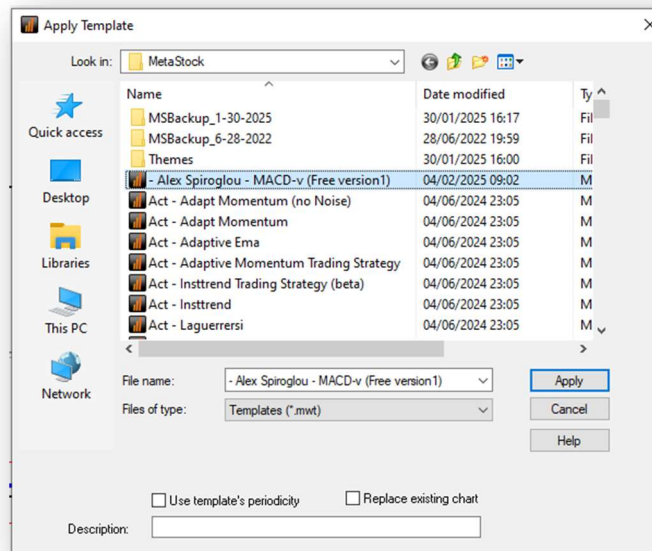 Apply Template
Look in: MetaStock
Name Date modified Ty
MSBackup_1-30-2025 30/01/2025 16:17 Fil
MSBackup_6-28-2022 28/06/2022 19:59 Fil
Themes 30/01/2025 16:00 Fil
- Alex Spiroglou - MACD-v (Free version1) 04/02/2025 09:02 M
Act - Adapt Momentum (no Noise) 04/06/2024 23:05 M
Act - Adapt Momentum 04/06/2024 23:05 M
Act - Adaptive Ema 04/06/2024 23:05 M
Act - Adaptive Momentum Trading Strategy 04/06/2024 23:05 M
Act - Insttrend Trading Strategy (beta) 04/06/2024 23:05 M
Act - Insttrend 04/06/2024 23:05 M
Act - Laguerrersi 04/06/2024 23:05 M
Quick access
Desktop
Libraries
This PC
Network
File name: - Alex Spiroglou - MACD-v (Free version1) Apply
Files of type: Templates (*.mwt) Cancel
Help
Use template's periodicity Replace existing chart
Description: